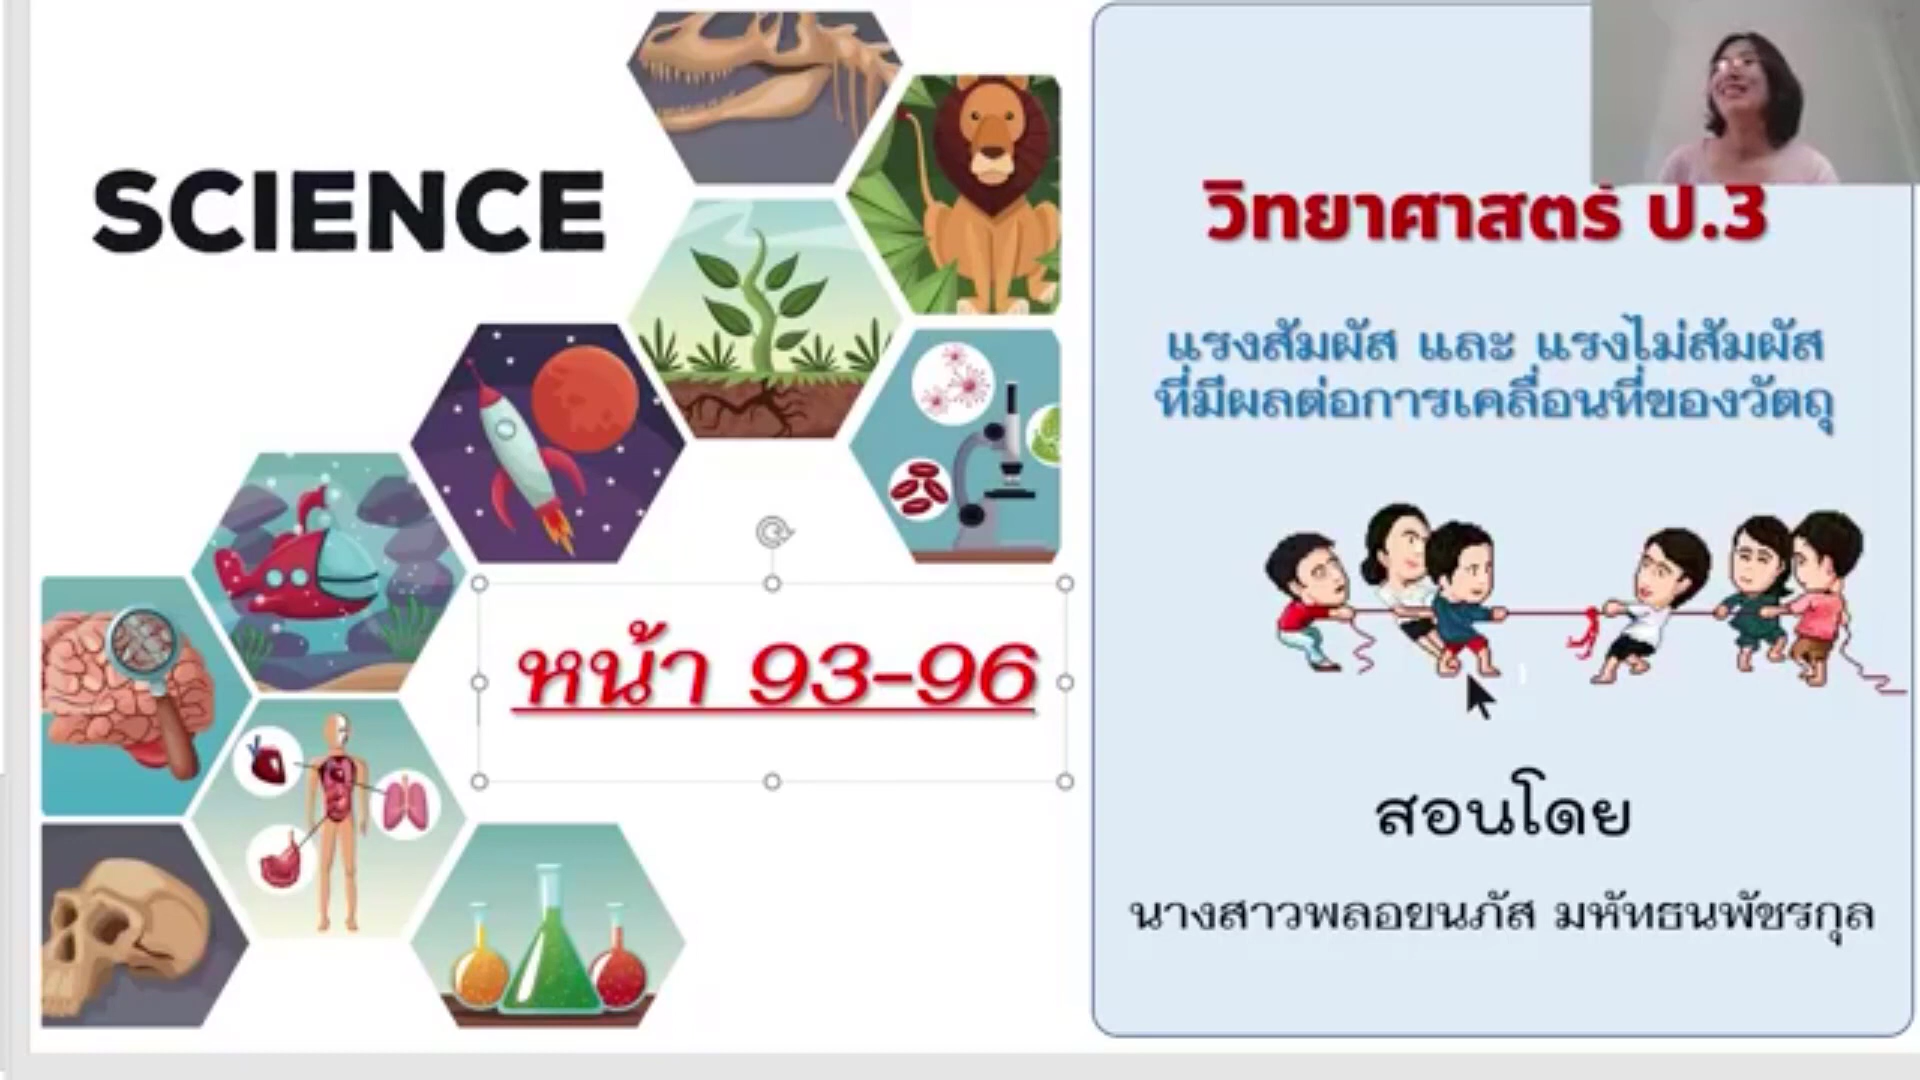 SCIENCE
หน้า 93-96
วิทยาศาสตร์ ป.3
แรงสัมผัส และ แรงไม่สัมผัส
ที่มีผลต่อการเคลื่อนที่ของวัตถุ
สอนโดย
นางสาวพลอยนภัส มหัทธนพัชรกุล